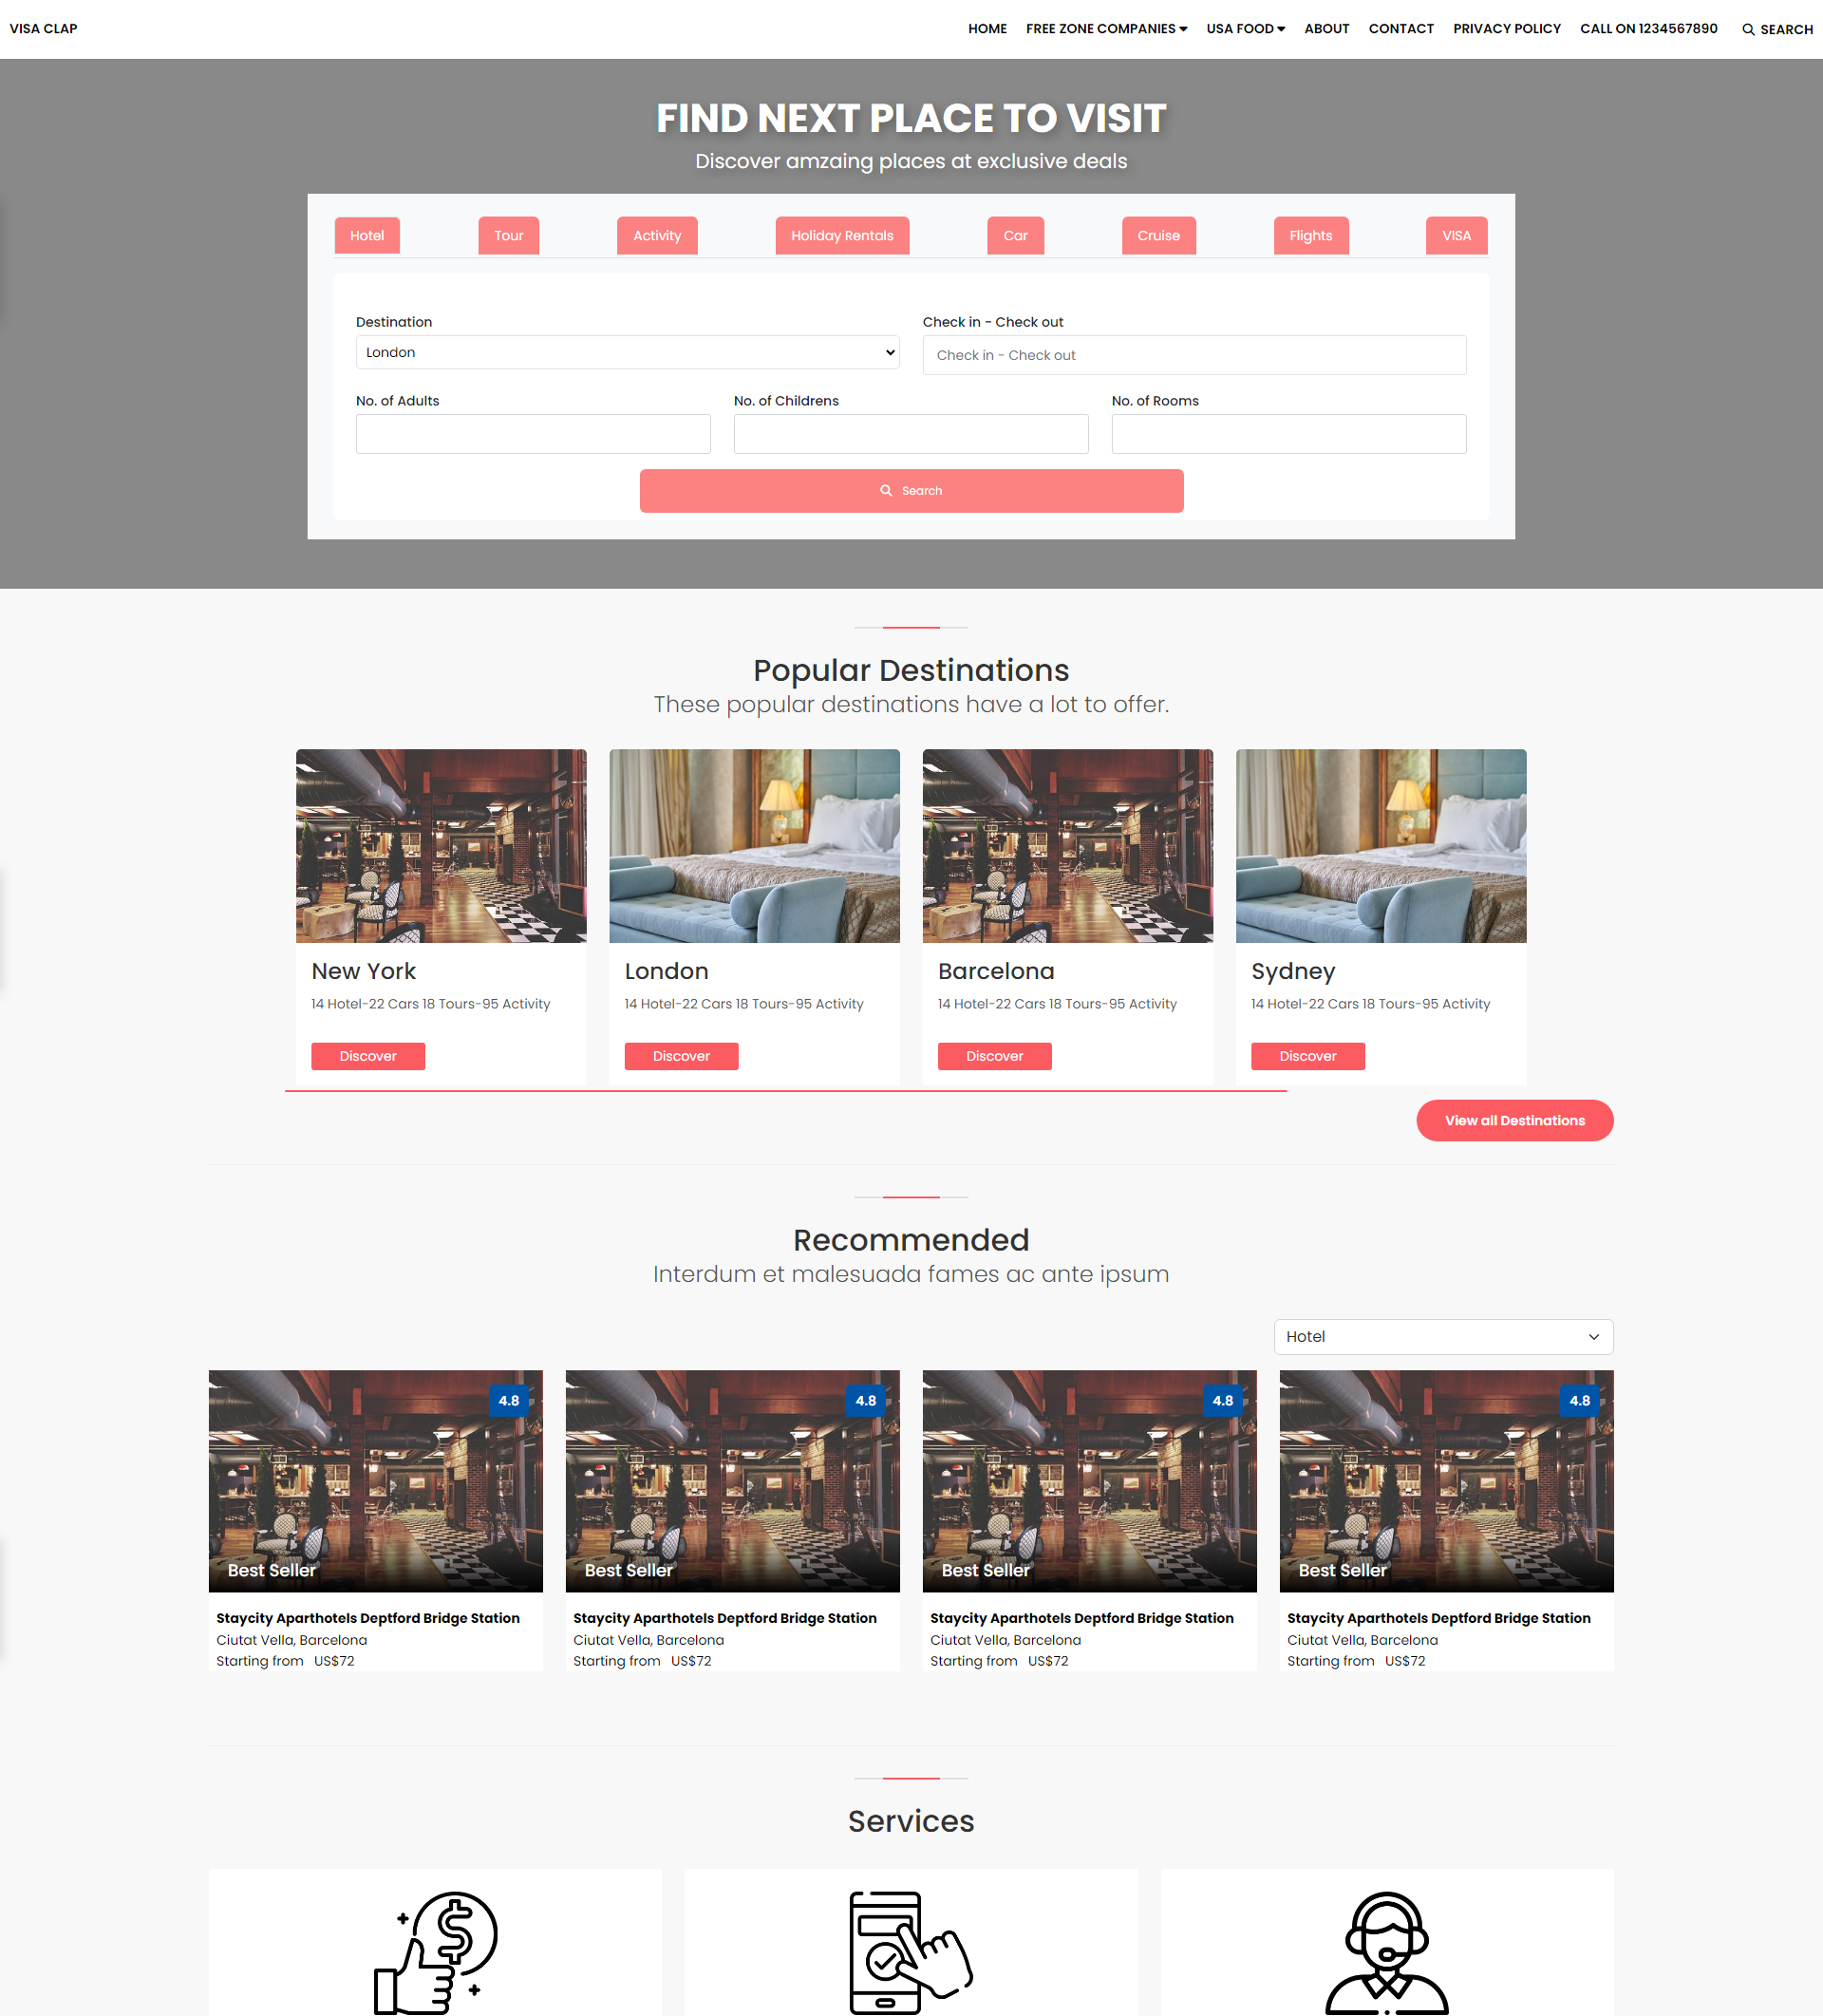 VISA CLAP
HOME FREE ZONE COMPANIES USA FOOD ABOUT CONTACT PRIVACY POLICY CALL ON 1234567890 SEARCH
FIND NEXT PLACE TO VISIT
Discover amzaing places at exclusive deals
Hotel Tour Activity Holiday Rentals Car Cruise Flights VISA
Destination Check in - Check out
London Check in - Check out
No. of Adults No. of Childrens No. of Rooms
Search
Popular Destinations
These popular destinations have a lot to offer.
New York London Barcelona Sydney
14 Hotel-22 Cars 18 Tours-95 Activity 14 Hotel-22 Cars 18 Tours-95 Activity 14 Hotel-22 Cars 18 Tours-95 Activity 14 Hotel-22 Cars 18 Tours-95 Activity
Discover Discover Discover Discover
View all Destinations
Recommended
Interdum et malesuada fames ac ante ipsum
Hotel
4.8 4.8 4.8 4.8
Best Seller Best Seller Best Seller Best Seller
Staycity Aparthotels Deptford Bridge Station Staycity Aparthotels Deptford Bridge Station Staycity Aparthotels Deptford Bridge Station Staycity Aparthotels Deptford Bridge Station
Ciutat Vella, Barcelona Ciutat Vella, Barcelona Ciutat Vella, Barcelona Ciutat Vella, Barcelona
Starting from US$72 Starting from US$72 Starting from US$72 Starting from US$72
Services